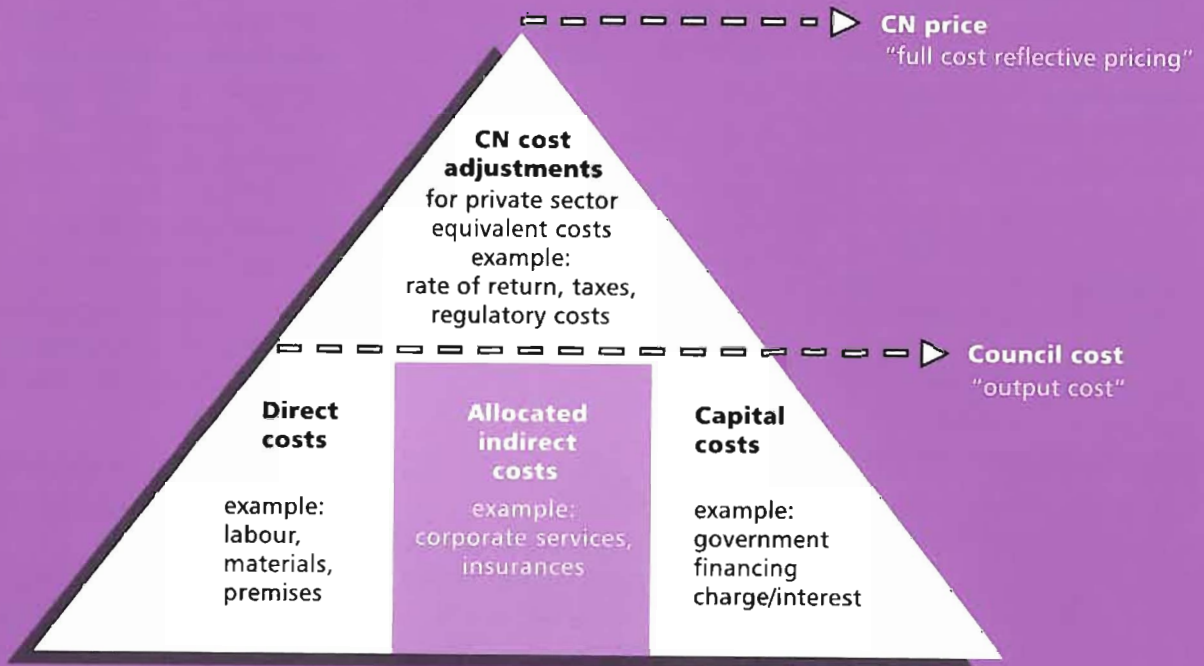 CN price
"full cost reflective pricing"
CN cost
adjustments
for private sector
equivalent costs
example:
rate of return, taxes,
regulatory costs
Council cost
"output cost"
Direct
costs
example:
labour,
materials,
premises
Allocated
indirect
costs
example:
corporate services,
insurances
Capital
costs
example:
government
financing
charge/interest